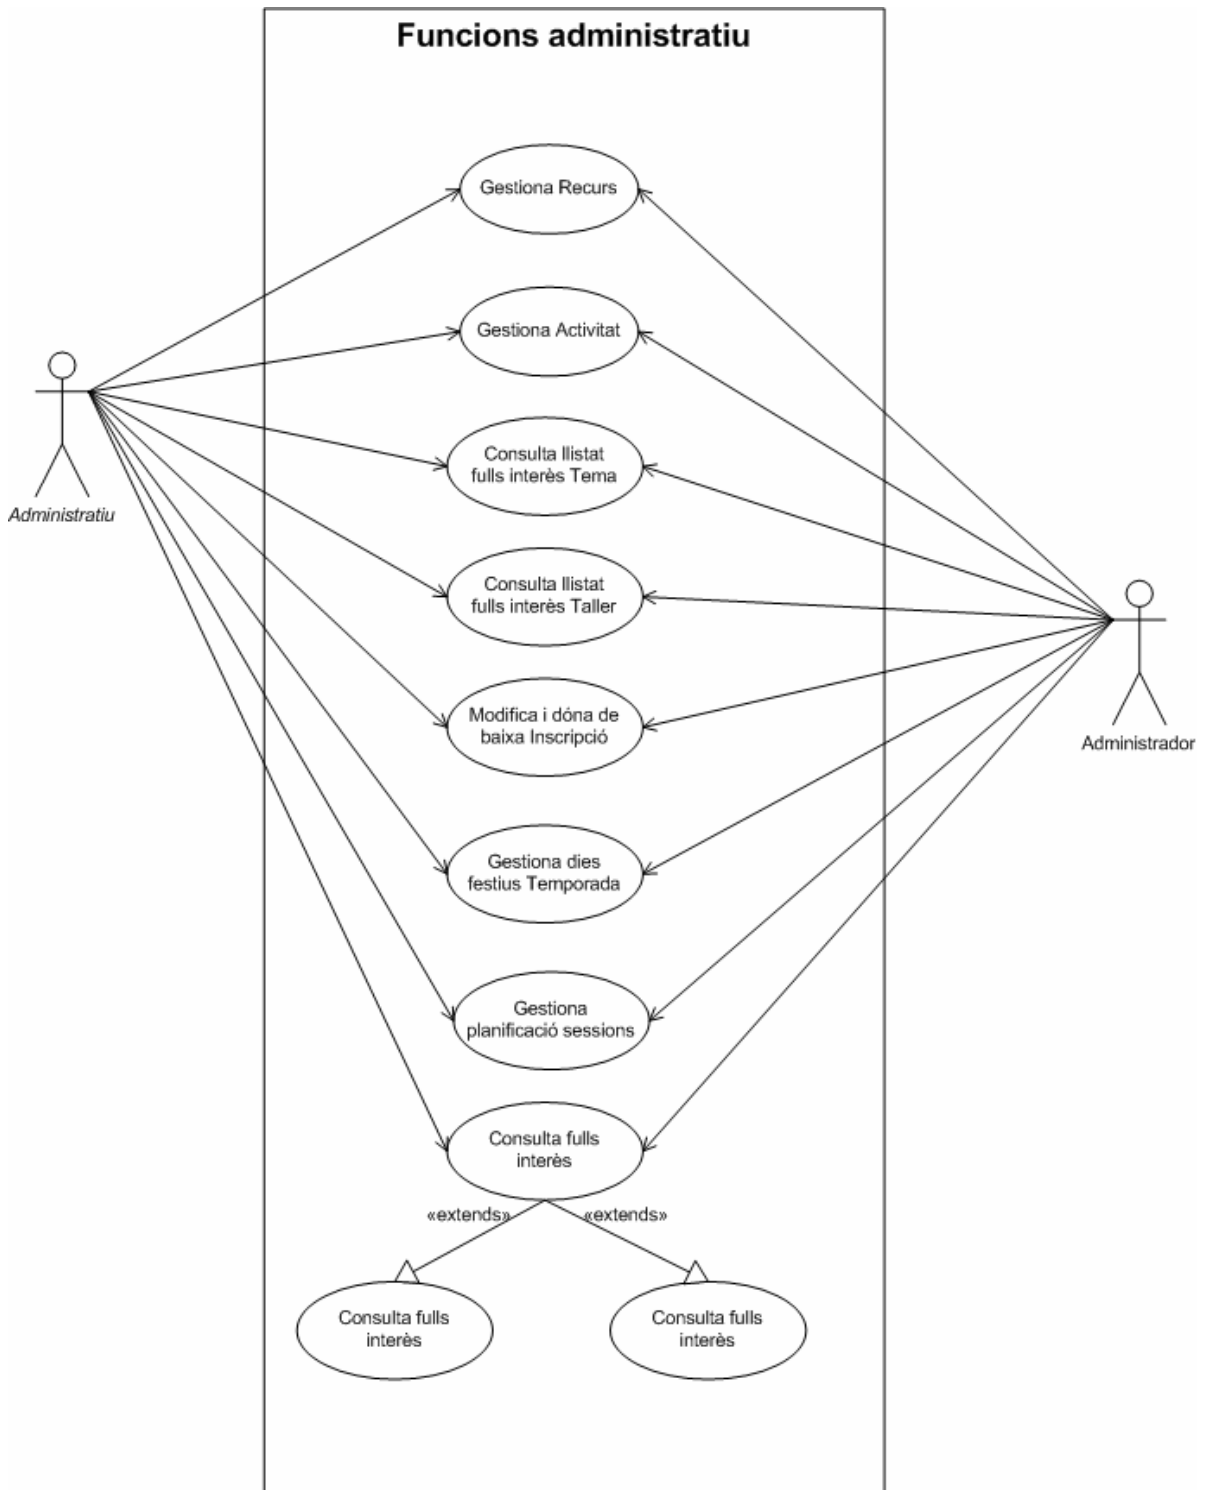 Funcions administratiu
Gestiona Recurs
Gestiona Activitat
Consulta llistat
fulls interès Tema
Administratiu
Consulta llistat
fulls interès Taller
Modifica i dóna de
baixa Inscripció
Administrador
Gestiona dies
festius Temporada
Gestiona
planificació sessions
Consulta fulls
interès
«extends»
«extends»
Consulta fulls
interès
Consulta fulls
interès